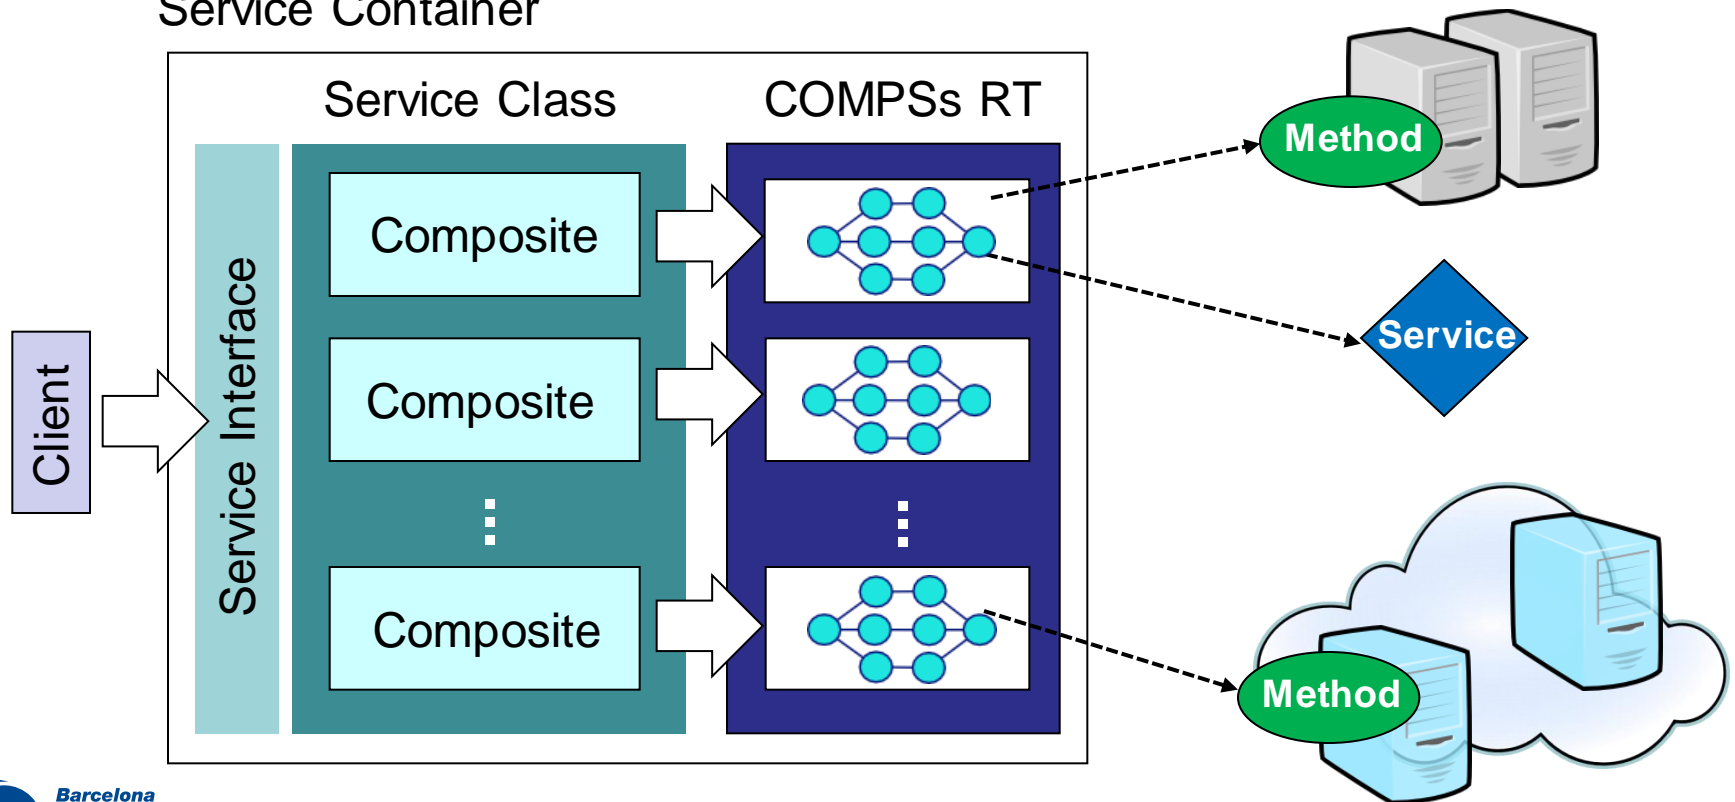 Service Container
Service Class
COMPSs RT
Client
Service Interface
Composite
Composite
Composite
Method
Service
Method
Barcelona